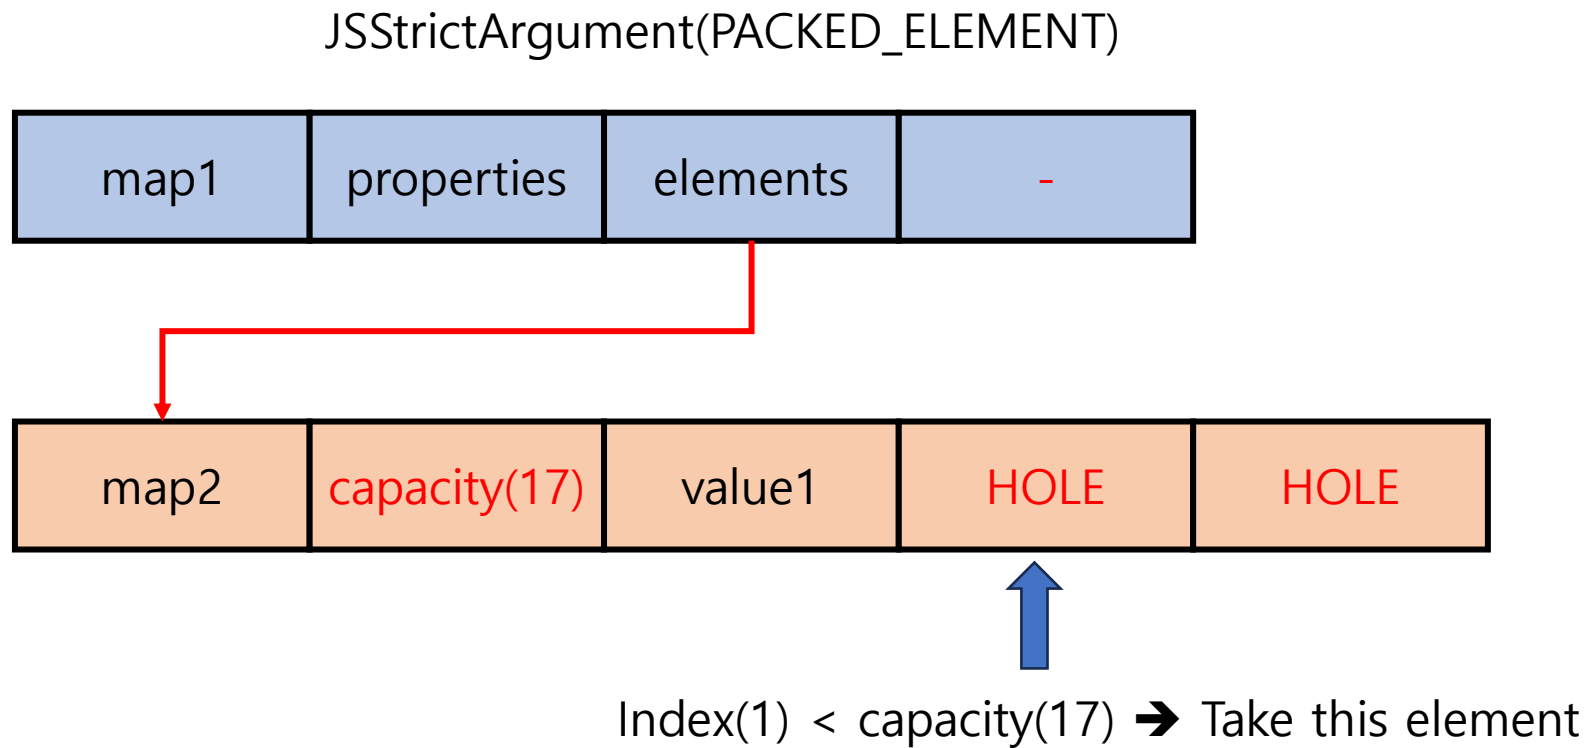 JSStrictArgument(PACKED_ELEMENT)
map1 properties elements -
map2 capacity(17) value1 HOLE HOLE
Index(1) < capacity(17) ➔ Take this element